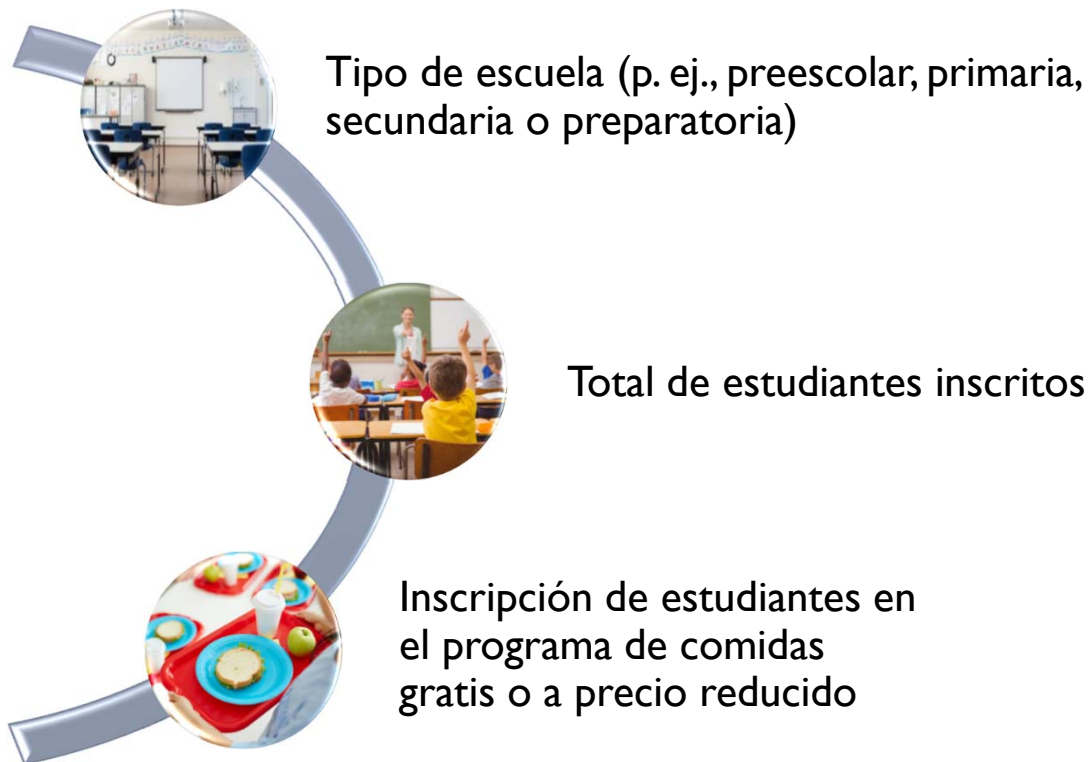 Tipo de escuela (p. ej., preescolar, primaria,
secundaria o preparatoria)
Total de estudiantes inscritos
Inscripción de estudiantes en
el programa de comidas
gratis o a precio reducido